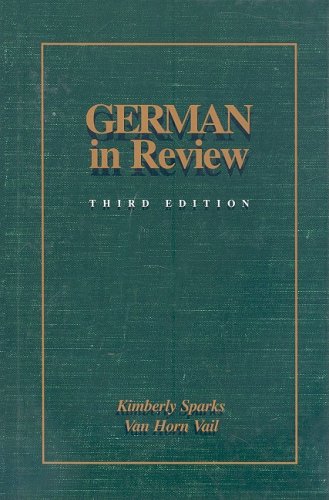 GERMAN
in Review
THIRD EDITION
Kimberly Sparks
Van Horn Vail